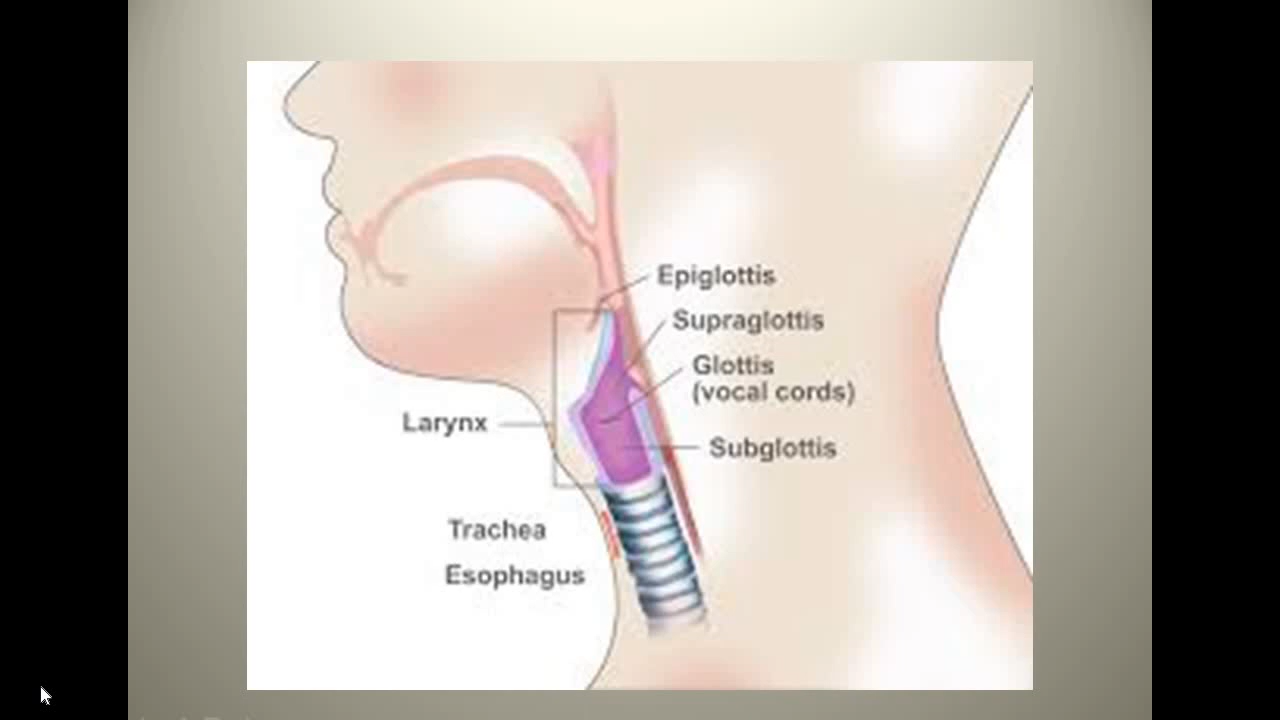 Epiglottis
Supraglottis
Glottis
(vocal cords)
Larynx
Subglottis
Trachea
Esophagus